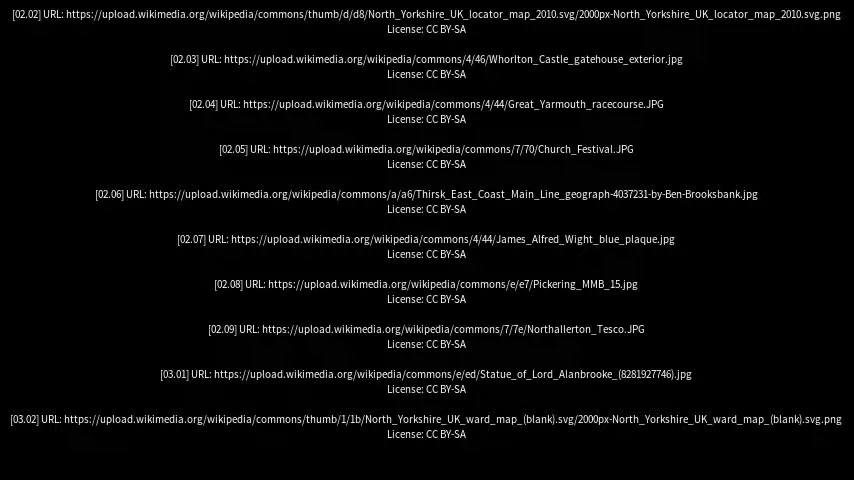 [02.02] URL: https://upload.wikimedia.org/wikipedia/commons/thumb/d/d8/North_Yorkshire_UK_locator_map_2010.svg/2000px-North_Yorkshire_UK_locator_map_2010.svg.png
License: CC BY-SA
[02.03] URL: https://upload.wikimedia.org/wikipedia/commons/4/46/Whorlton_Castle_gatehouse_exterior.jpg
License: CC BY-SA
[02.04] URL: https://upload.wikimedia.org/wikipedia/commons/4/44/Great_Yarmouth_racecourse.JPG
License: CC BY-SA
[02.05] URL: https://upload.wikimedia.org/wikipedia/commons/7/70/Church_Festival.JPG
License: CC BY-SA
[02.06] URL: https://upload.wikimedia.org/wikipedia/commons/a/a6/Thirsk_East_Coast_Main_Line_geograph-4037231-by-Ben-Brooksbank.jpg
License: CC BY-SA
[02.07] URL: https://upload.wikimedia.org/wikipedia/commons/4/44/James_Alfred_Wight_blue_plaque.jpg
License: CC BY-SA
[02.08] URL: https://upload.wikimedia.org/wikipedia/commons/e/e7/Pickering_MMB_15.jpg
License: CC BY-SA
[02.09] URL: https://upload.wikimedia.org/wikipedia/commons/7/7e/Northallerton_Tesco.JPG
License: CC BY-SA
[03.01] URL: https://upload.wikimedia.org/wikipedia/commons/e/ed/Statue_of_Lord_Alanbrooke_(8281927746).jpg
License: CC BY-SA
[03.02] URL: https://upload.wikimedia.org/wikipedia/commons/thumb/1/1b/North_Yorkshire_UK_ward_map_(blank).svg/2000px-North_Yorkshire_UK_ward_map_(blank).svg.png
License: CC BY-SA